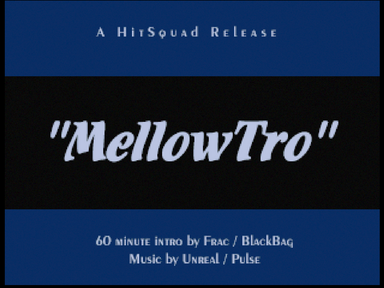 A HitSquad Release
"MellowTro"
60 minute intro by Frac / BlackBag
Music by Unreal / Pulse